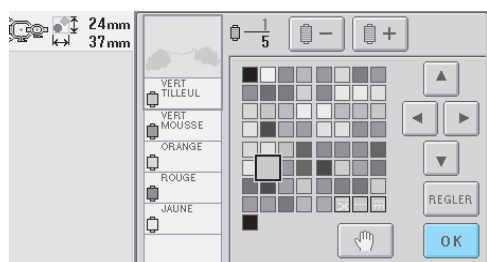 24mm
37mm
1
5
−
+
VERT
TILLEUL
VERT
MOUSSE
ORANGE
ROUGE
JAUNE
REGLER
OK